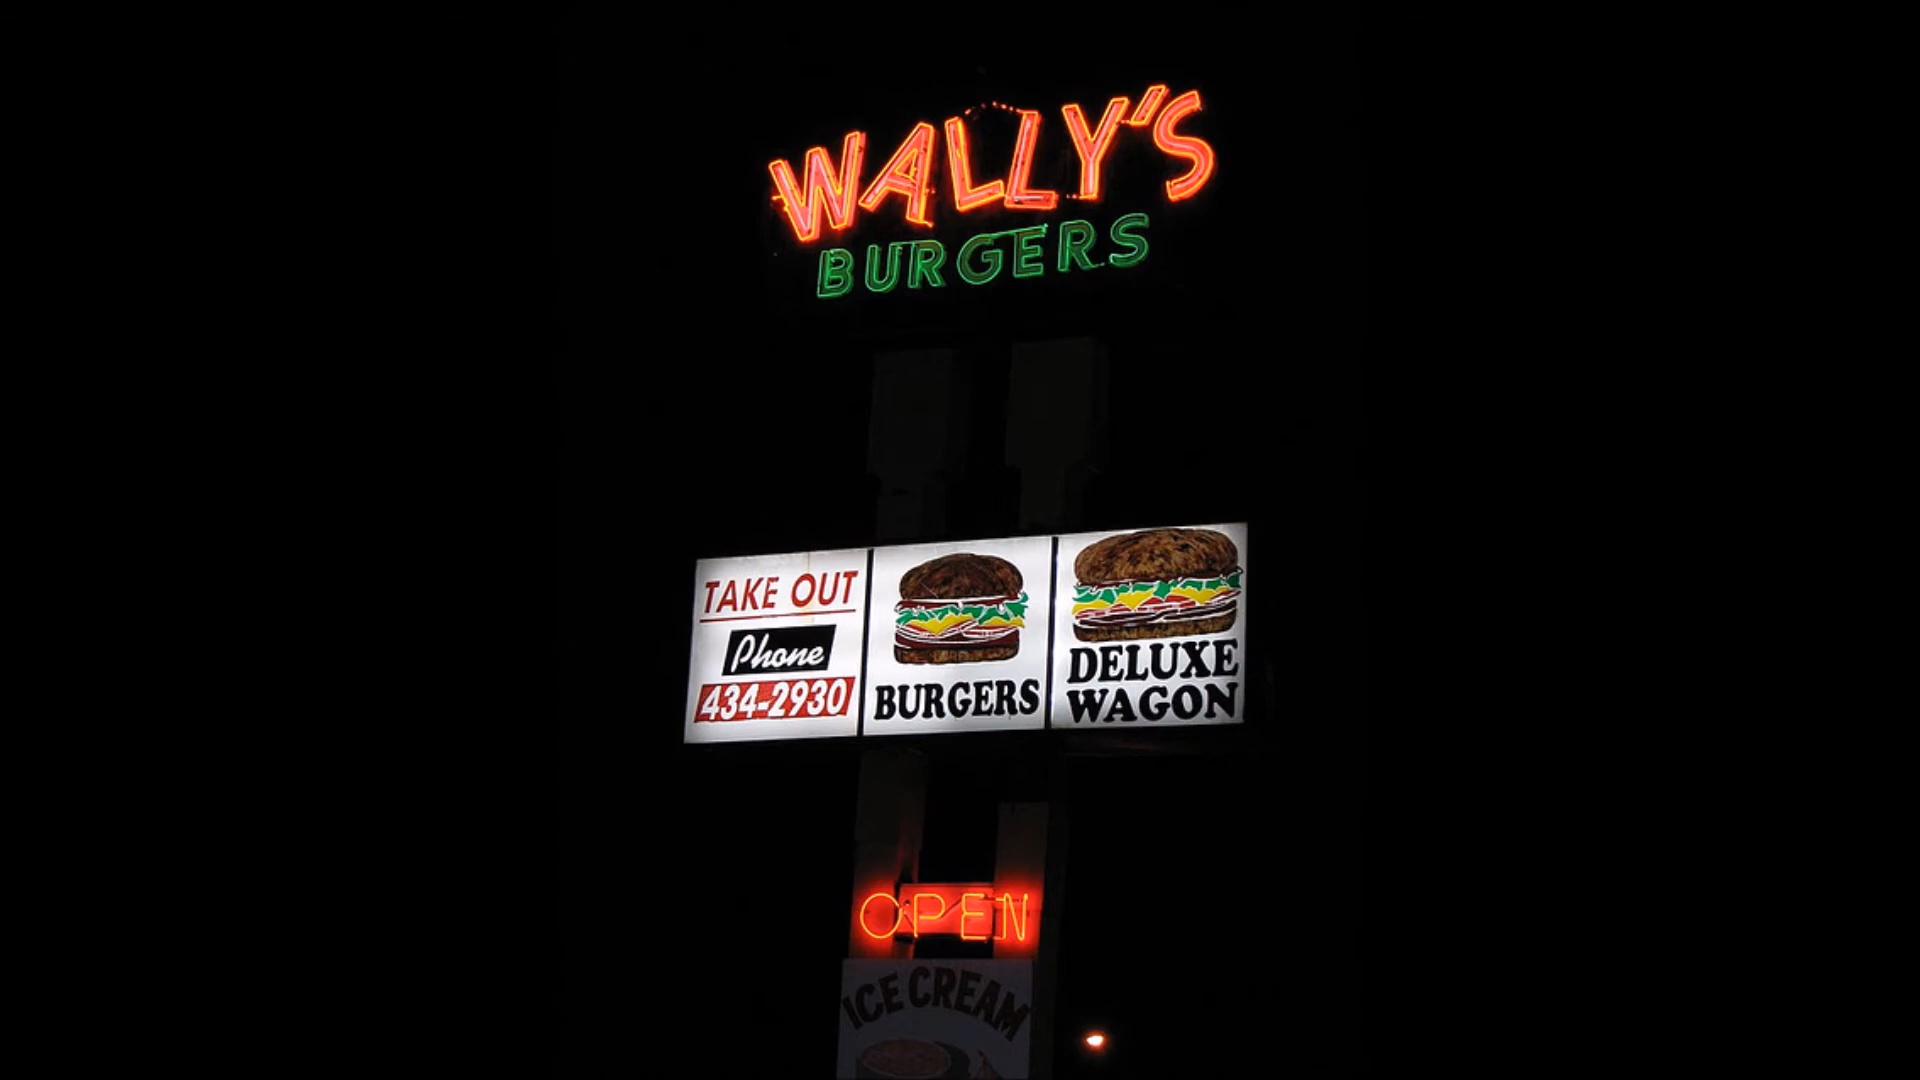 WALLY'S
BURGERS
TAKE OUT
Phone
434-2930
BURGERS
DELUXE
WAGON
OPEN
ICE CREAM